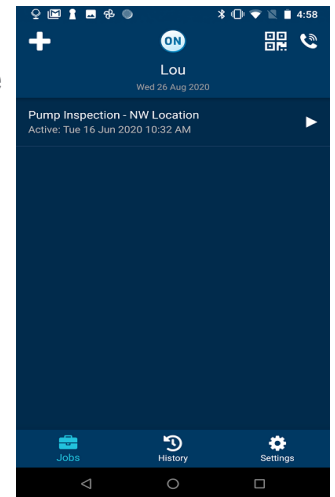 4:58
ON
Lou
Wed 26 Aug 2020
Pump Inspection - NW Location
Active: Tue 16 Jun 2020 10:32 AM
Jobs
History
Settings